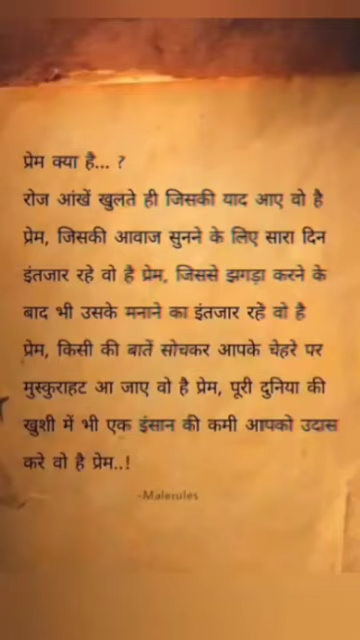 प्रेम क्या है... ?
रोज आंखें खुलते ही जिसकी याद आए वो है
प्रेम, जिसकी आवाज सुनने के लिए सारा दिन
इंतजार रहे वो है प्रेम, जिससे झगड़ा करने के
बाद भी उसके मनाने का इंतजार रहें वो है
प्रेम, किसी की बातें सोचकर आपके चेहरे पर
मुस्कुराहट आ जाए वो है प्रेम, पूरी दुनिया की
खुशी में भी एक इंसान की कमी आपको उदास
करे वो है प्रेम..!
-Malerules